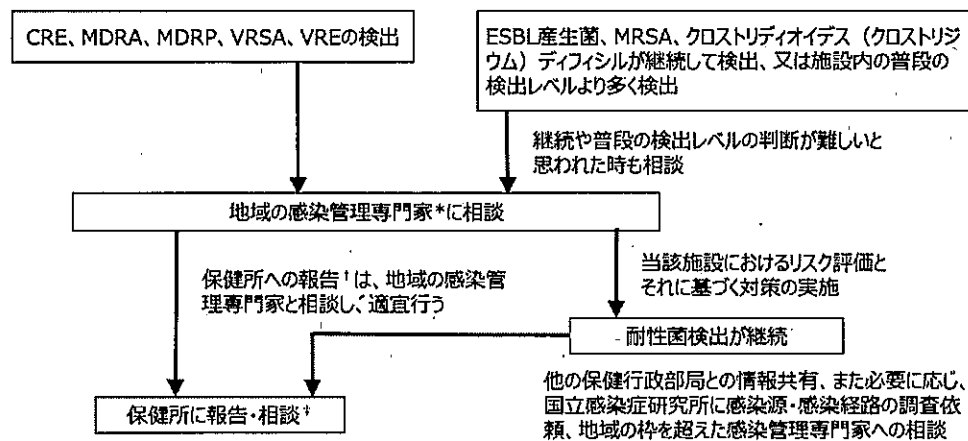 CRE、MDRA、MDRP、VRSA、VREの検出
ESBL産生菌、MRSA、クロストリディオイデス（クロストリジ
ウム）ディフィシルが継続して検出、又は施設内の普段の
検出レベルより多く検出
継続や普段の検出レベルの判断が難しいと
思われた時も相談
地域の感染管理専門家*に相談
保健所への報告†は、地域の感染管
理専門家と相談し、適宜行う
当該施設におけるリスク評価と
それに基づく対策の実施
耐性菌検出が継続
保健所に報告・相談‡
他の保健行政部局との情報共有、また必要に応じ、
国立感染症研究所に感染源・感染経路の調査依
頼、地域の枠を超えた感染管理専門家への相談